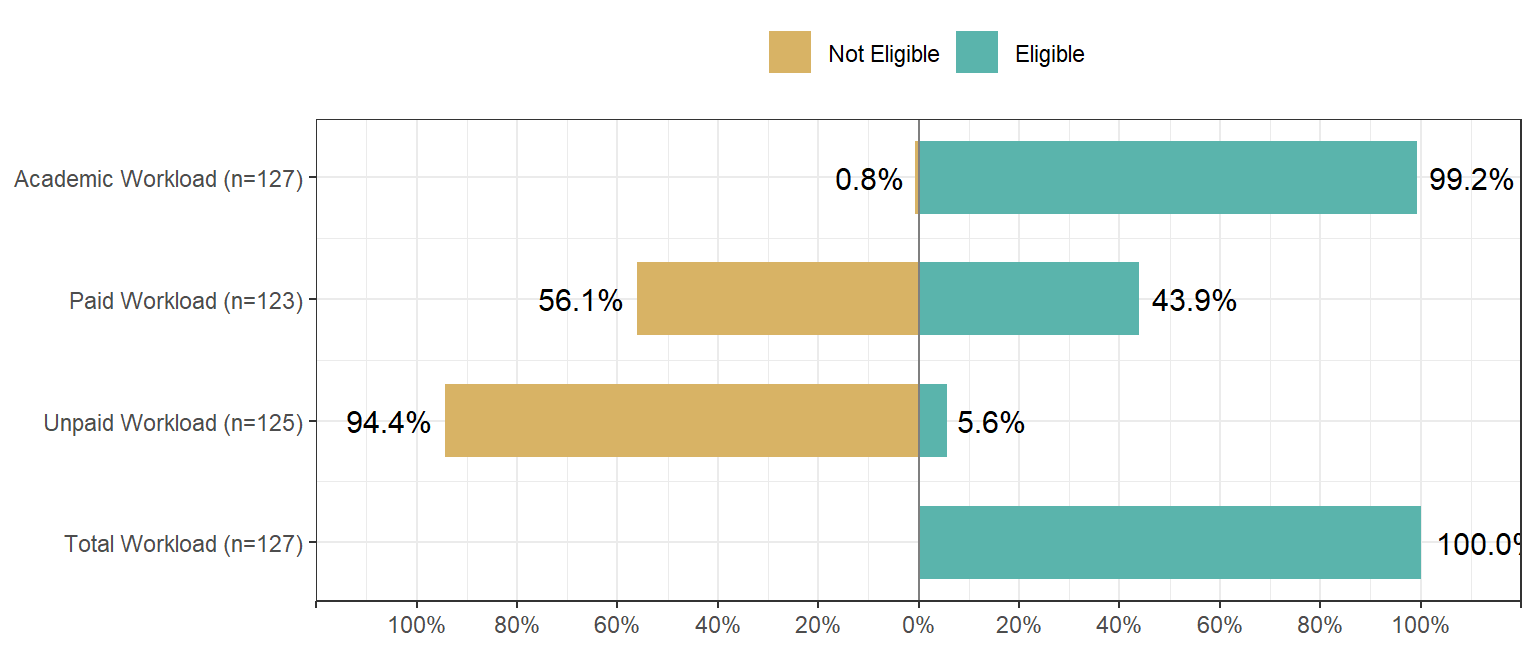 Not Eligible Eligible
Academic Workload (n=127) 0.8% 99.2%
Paid Workload (n=123) 56.1% 43.9%
Unpaid Workload (n=125) 94.4% 5.6%
Total Workload (n=127) 100.0%
100% 80% 60% 40% 20% 0% 20% 40% 60% 80% 100%